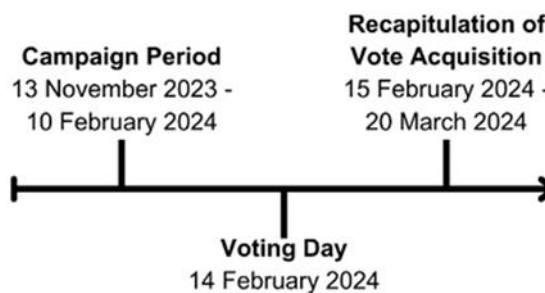 Campaign Period
13 November 2023 -
10 February 2024
Recapitulation of
Vote Acquisition
15 February 2024 -
20 March 2024
Voting Day
14 February 2024